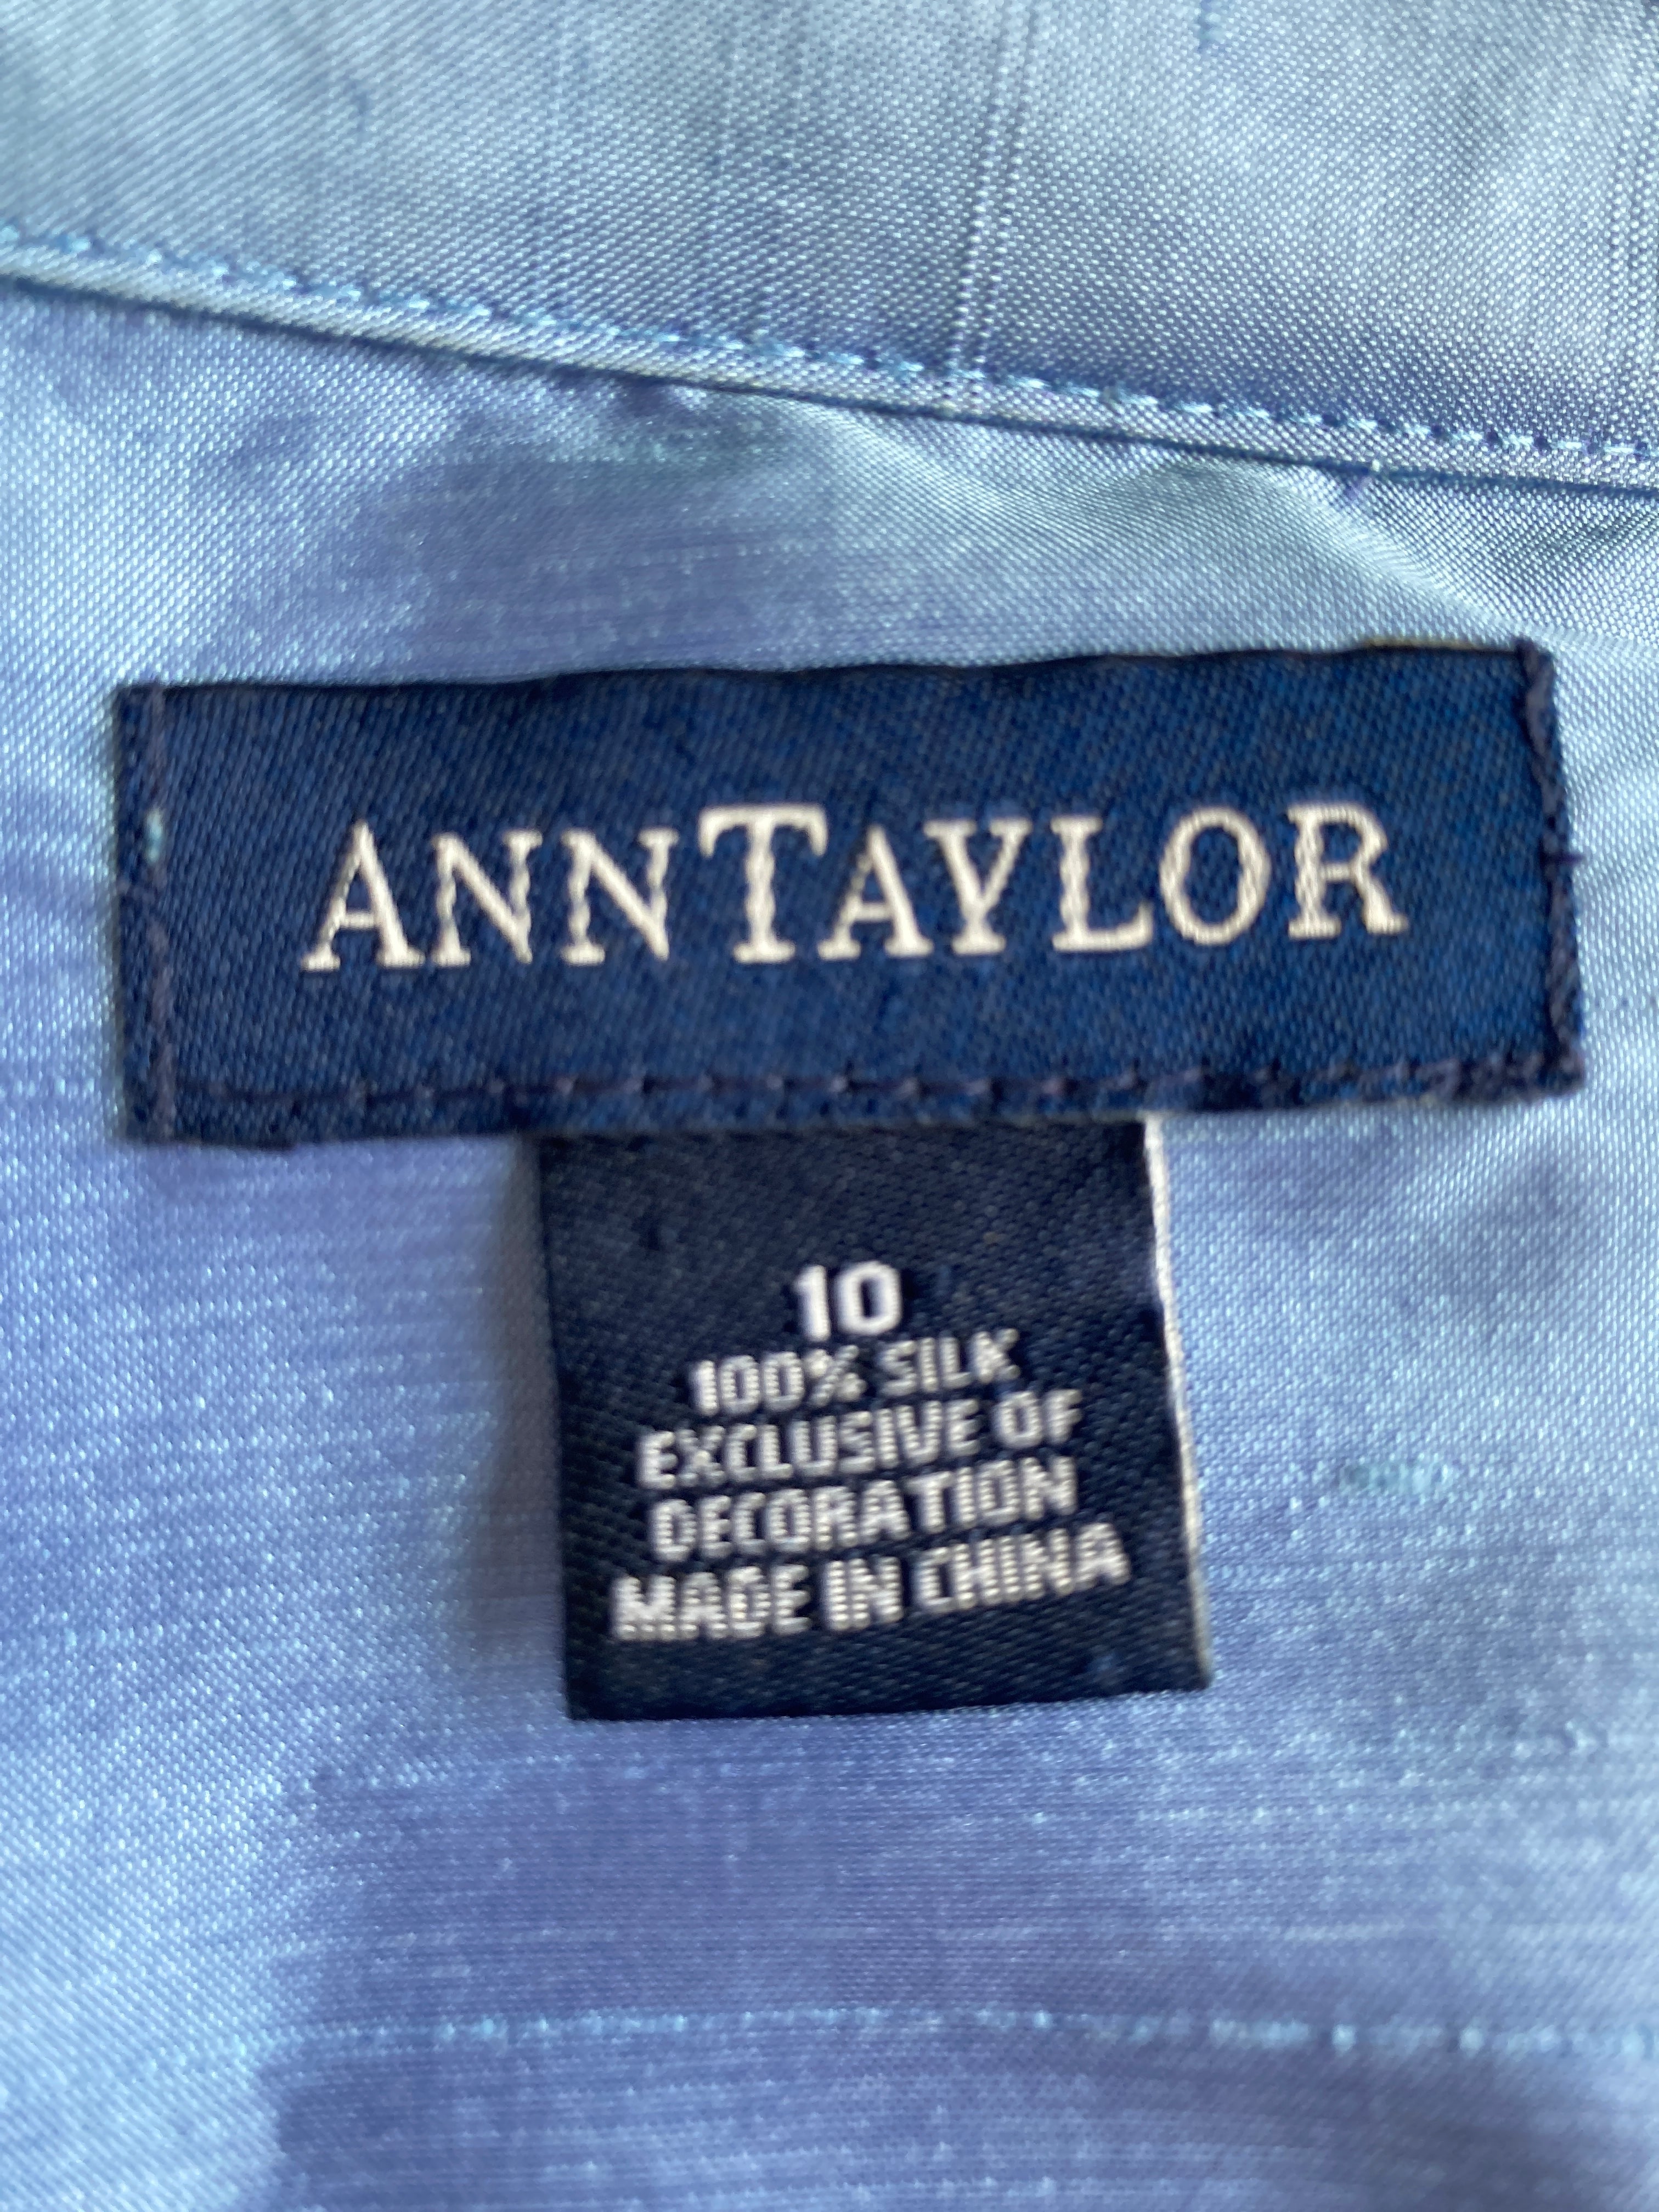 ANNTAYLOR
10
100% SILK
EXCLUSIVE OF
DECORATION
MADE IN CHINA